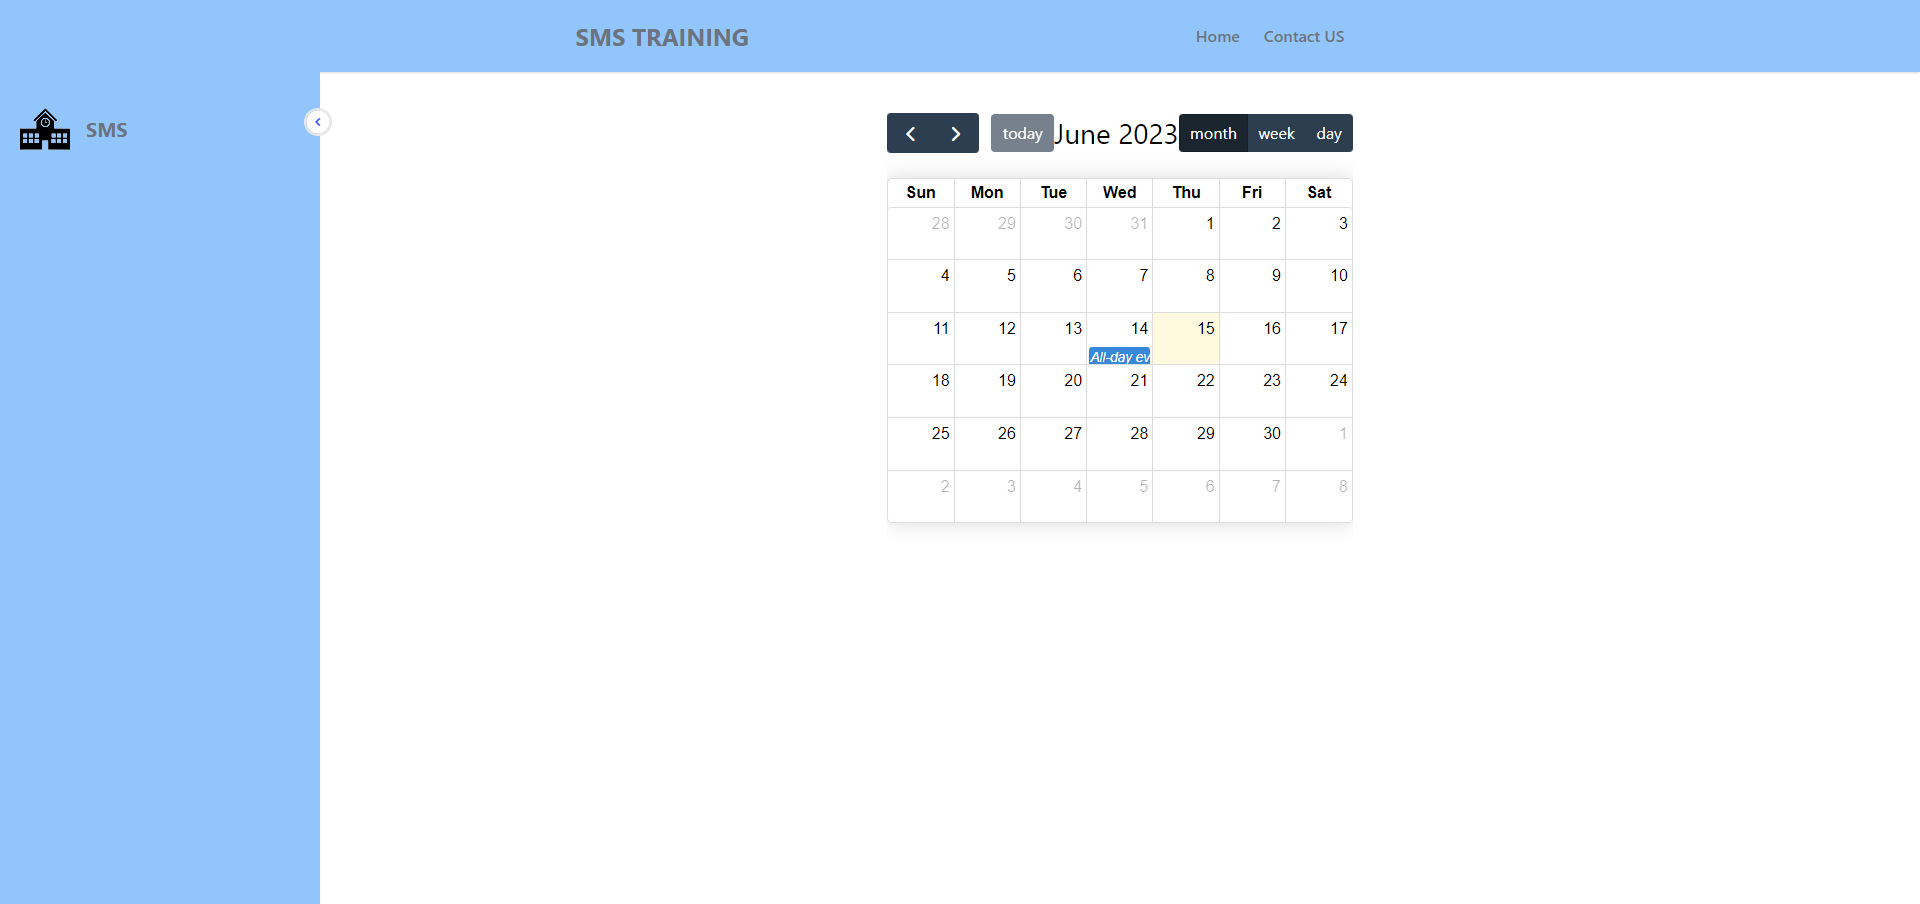 SMS TRAINING
Home Contact US
SMS
today June 2023 month week day
Sun Mon Tue Wed Thu Fri Sat
28 29 30 31 1 2 3
4 5 6 7 8 9 10
11 12 13 14 15 16 17
All-day ev
18 19 20 21 22 23 24
25 26 27 28 29 30 1
2 3 4 5 6 7 8